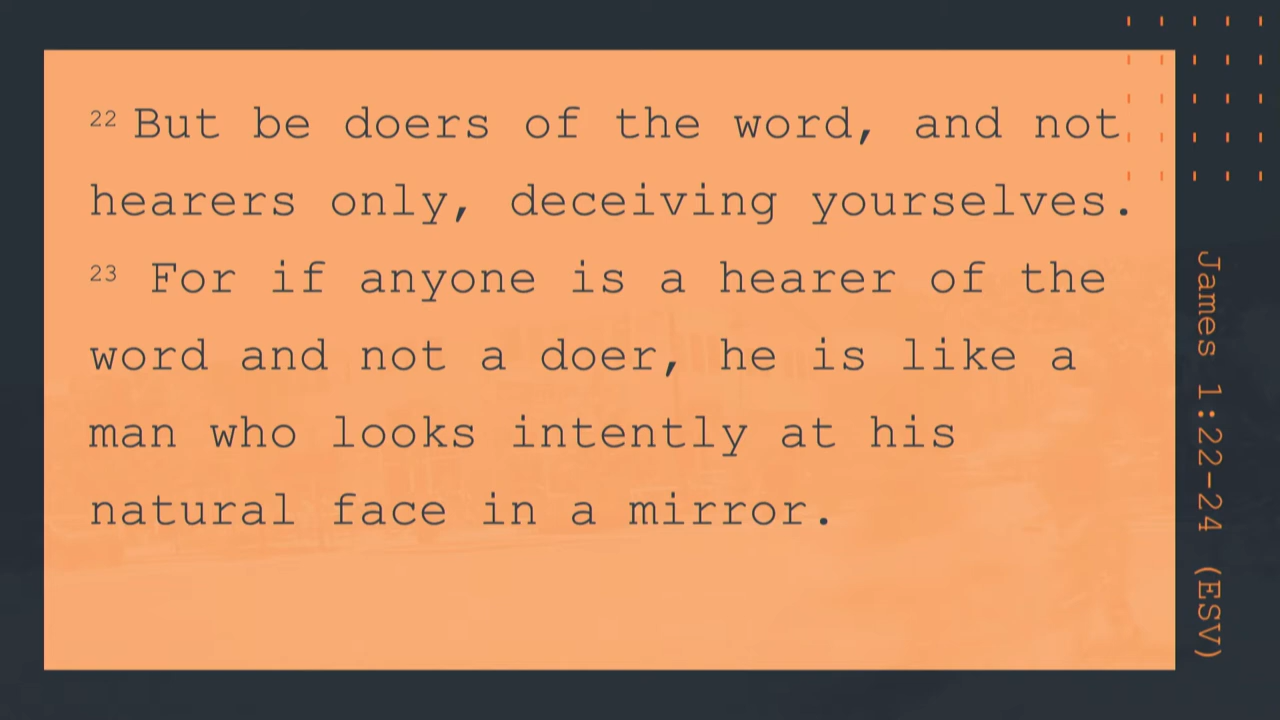 22 But be doers of the word, and not
hearers only, deceiving yourselves.
23 For if anyone is a hearer of the
word and not a doer, he is like a
man who looks intently at his
natural face in a mirror.
James 1:22-24 (ESV)